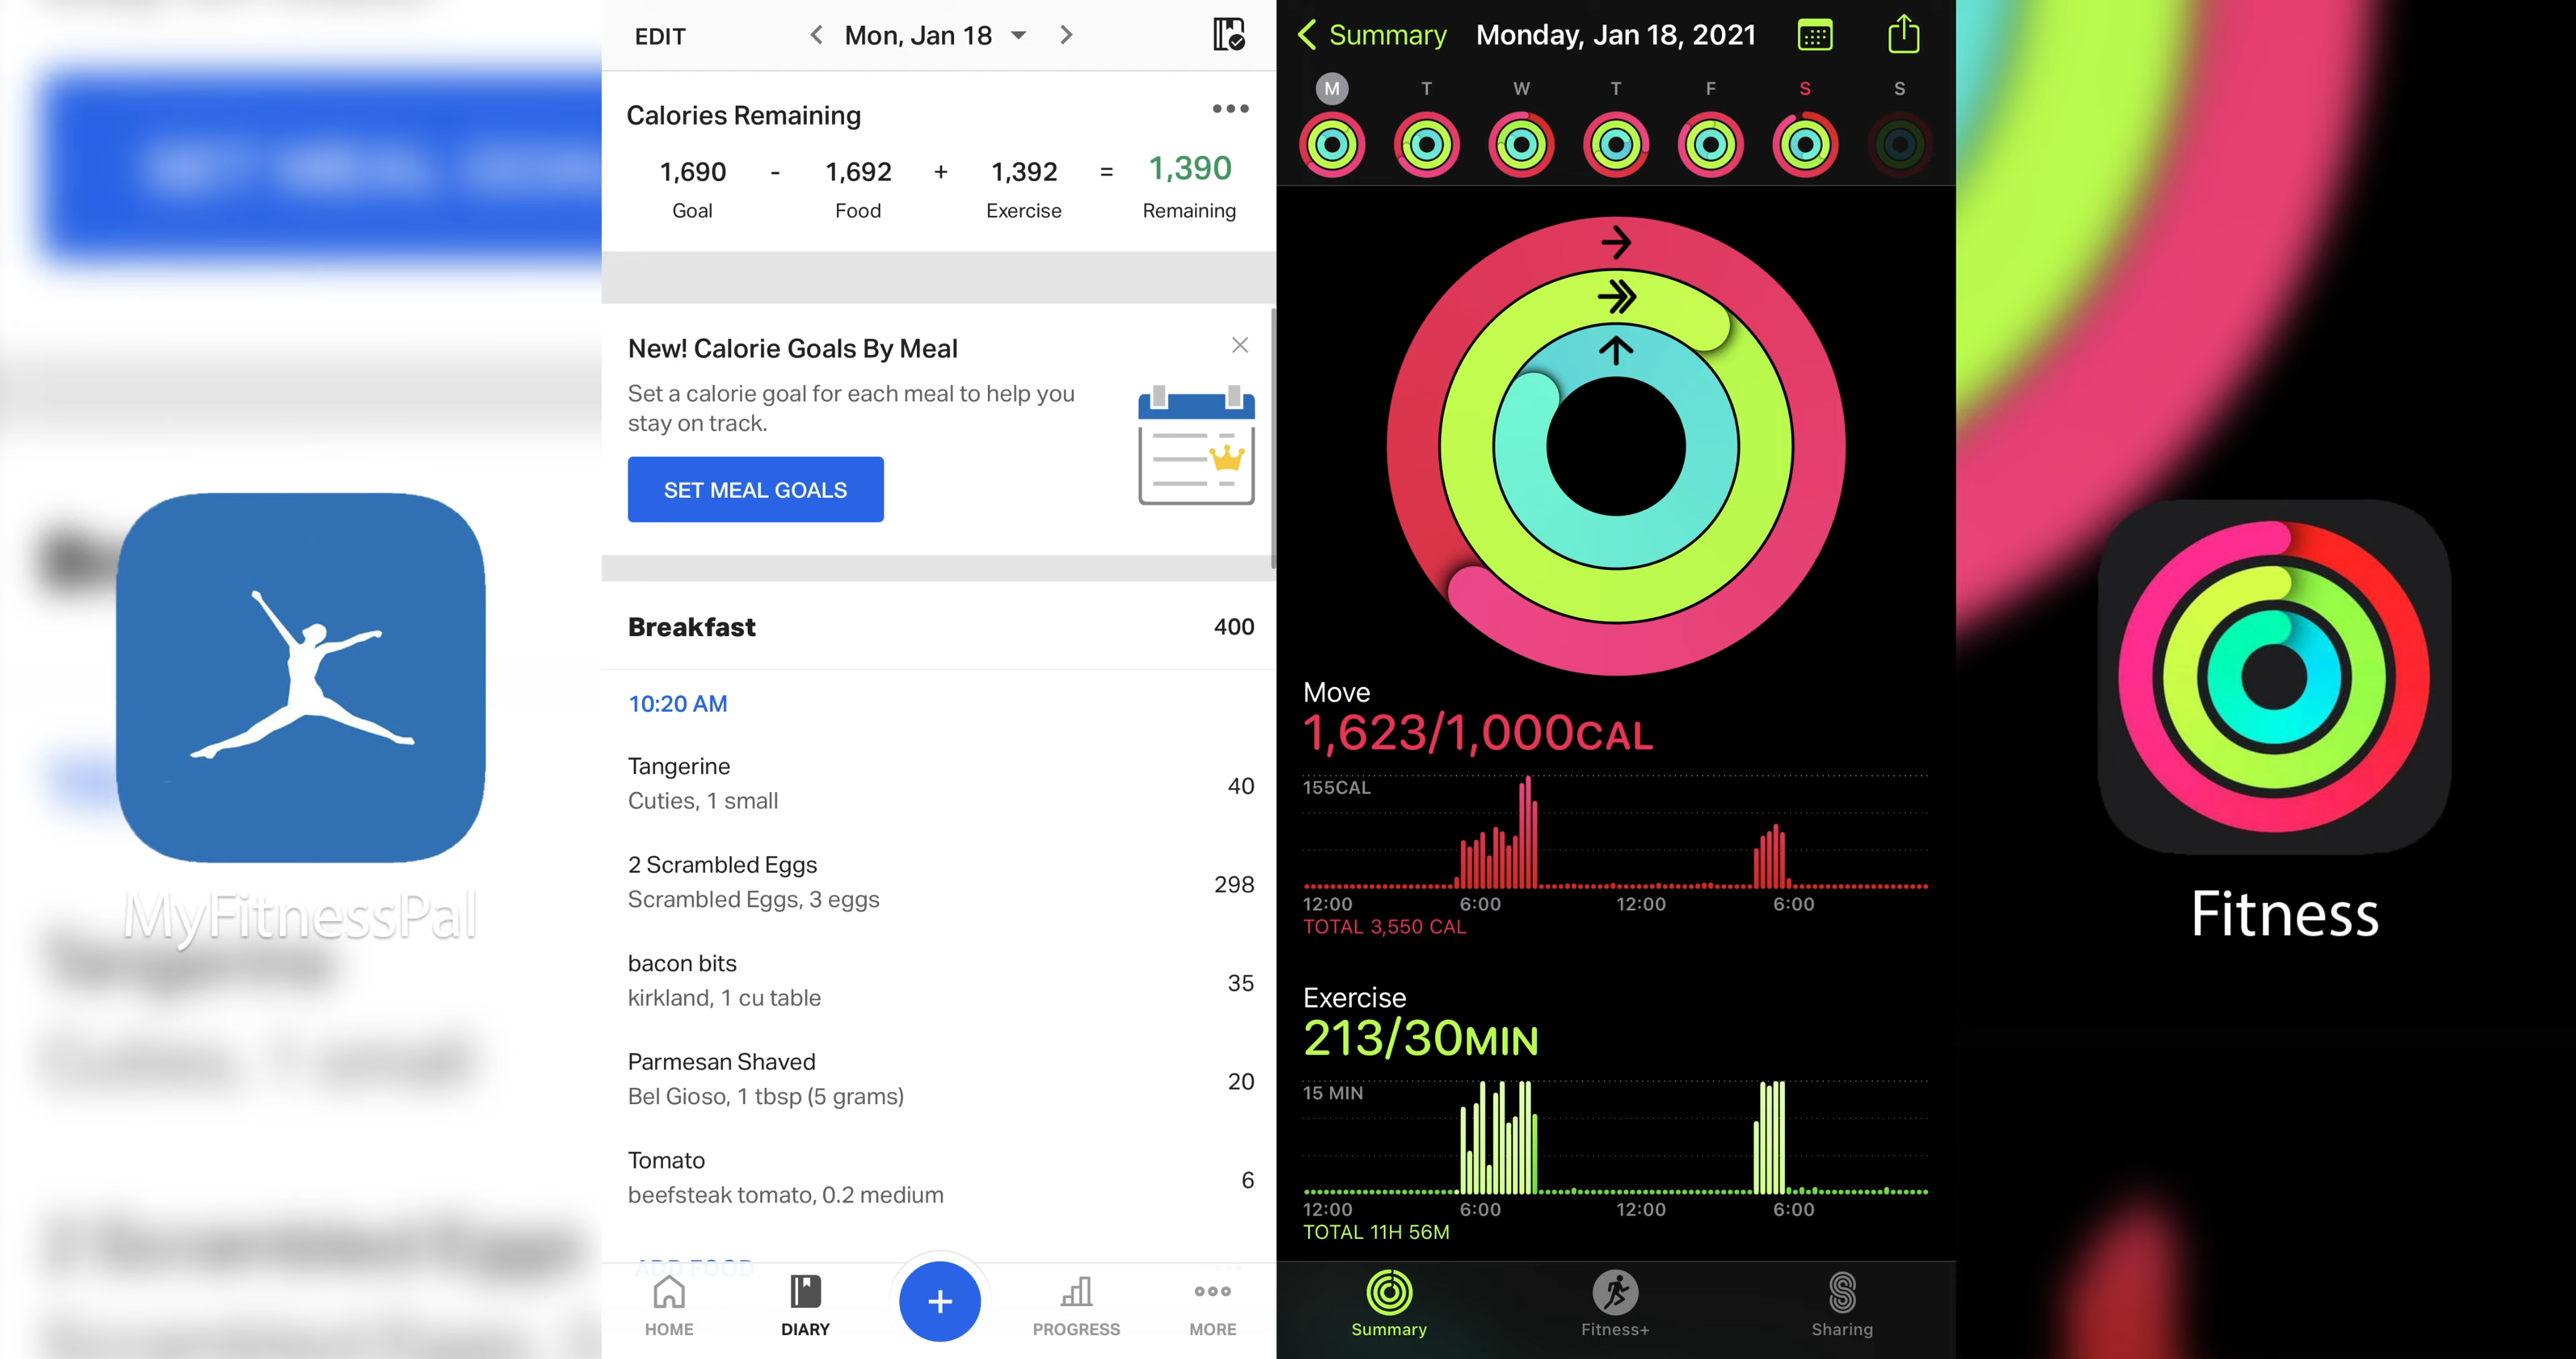 SET MEAL GOALS
MyFitnessPal
EDIT
Mon, Jan 18
Calories Remaining
1,690 - 1,692 + 1,392 = 1,390
Goal Food Exercise Remaining
New! Calorie Goals By Meal
Set a calorie goal for each meal to help you
stay on track.
SET MEAL GOALS
Breakfast 400
10:20 AM
Tangerine
Cuties, 1 small 40
2 Scrambled Eggs
Scrambled Eggs, 3 eggs 298
bacon bits
kirkland, 1 cu table 35
Parmesan Shaved
Bel Gioso, 1 tbsp (5 grams) 20
Tomato
beefsteak tomato, 0.2 medium 6
ADD FOOD
HOME DIARY PROGRESS MORE
Summary Monday, Jan 18, 2021
M T W T F S S
Move
1,623/1,000CAL
155CAL
12:00 6:00 12:00 6:00
TOTAL 3,550 CAL
Exercise
213/30MIN
15 MIN
12:00 6:00 12:00 6:00
TOTAL 11H 56M
Summary Fitness+ Sharing
Fitness